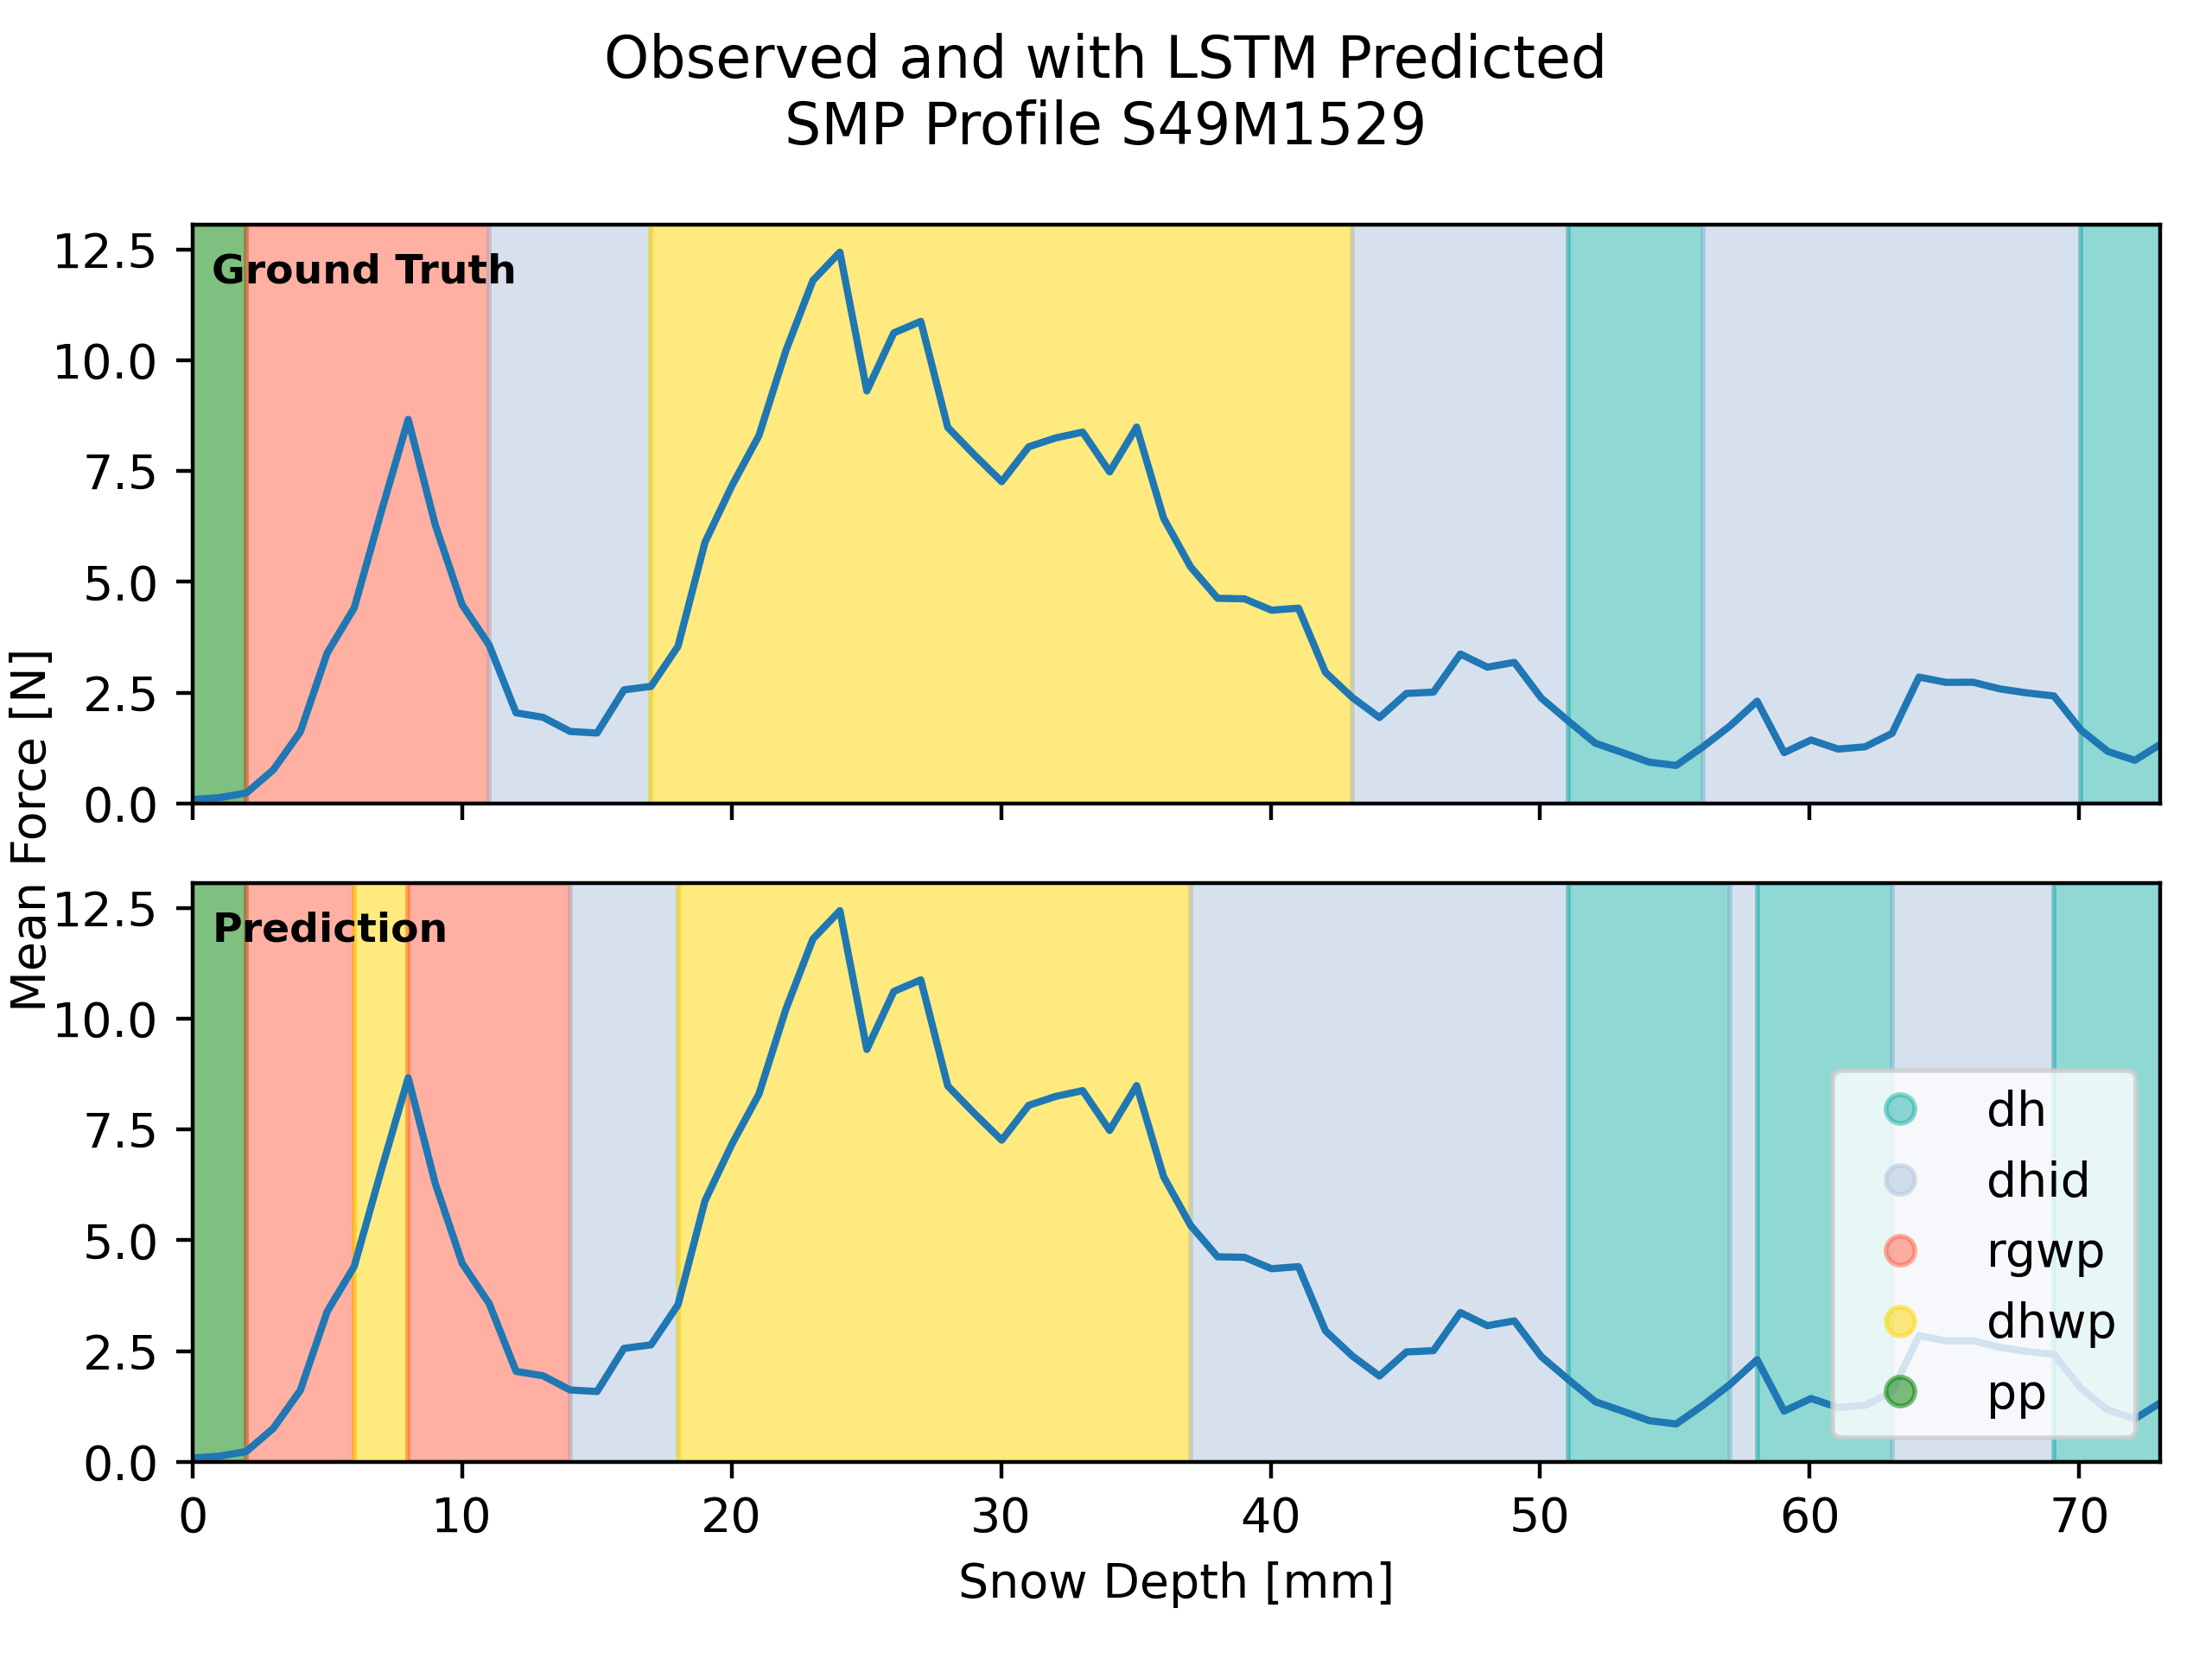 Observed and with LSTM Predicted
SMP Profile S49M1529
Ground Truth
12.5
10.0
7.5
5.0
2.5
0.0
Mean Force [N]
Prediction
12.5
10.0
7.5
5.0
2.5
0.0
dh
dhid
rgwp
dhwp
pp
0 10 20 30 40 50 60 70
Snow Depth [mm]